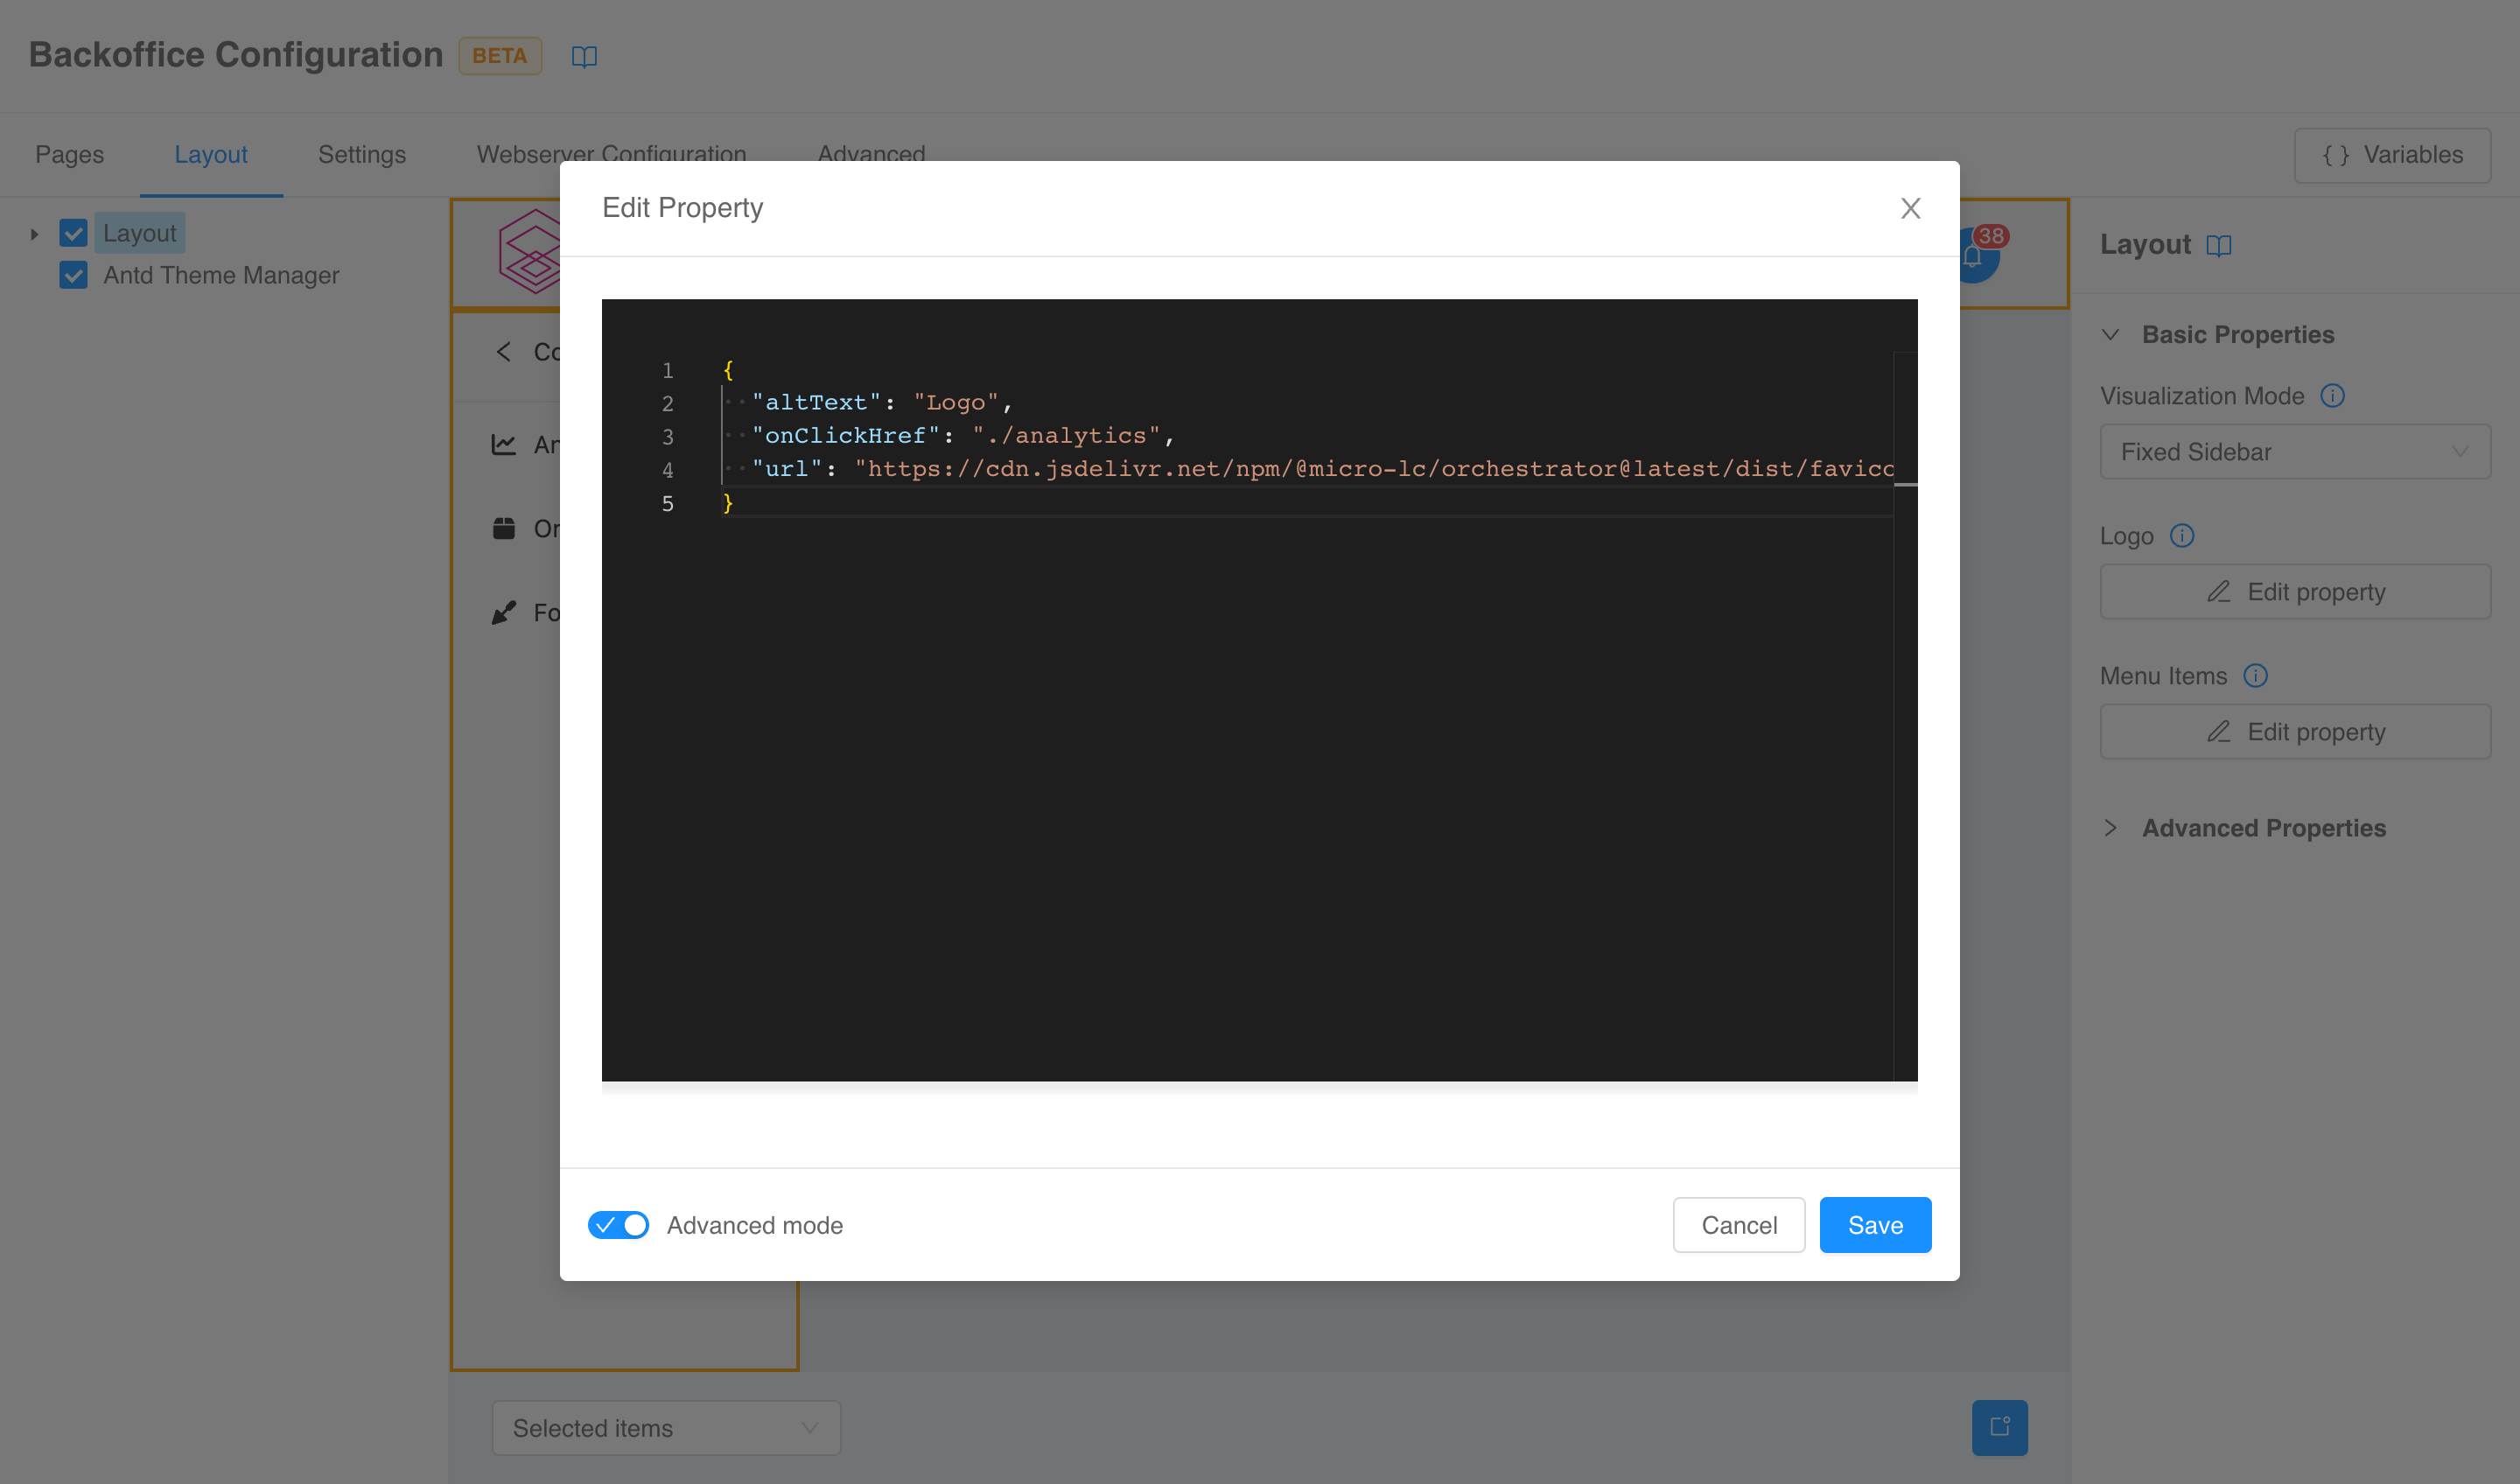 Backoffice Configuration BETA
Pages Layout Settings Webserver Configuration Advanced { } Variables
Layout
Antd Theme Manager
38
Edit Property
1 {
2 "altText": "Logo",
3 "onClickHref": "./analytics",
4 "url": "https://cdn.jsdelivr.net/npm/@micro-lc/orchestrator@latest/dist/favicc
5 }
Advanced mode
Cancel
Save
Co
An
Or
Fo
Selected items
Layout
Basic Properties
Visualization Mode
Fixed Sidebar
Logo
Edit property
Menu Items
Edit property
Advanced Properties